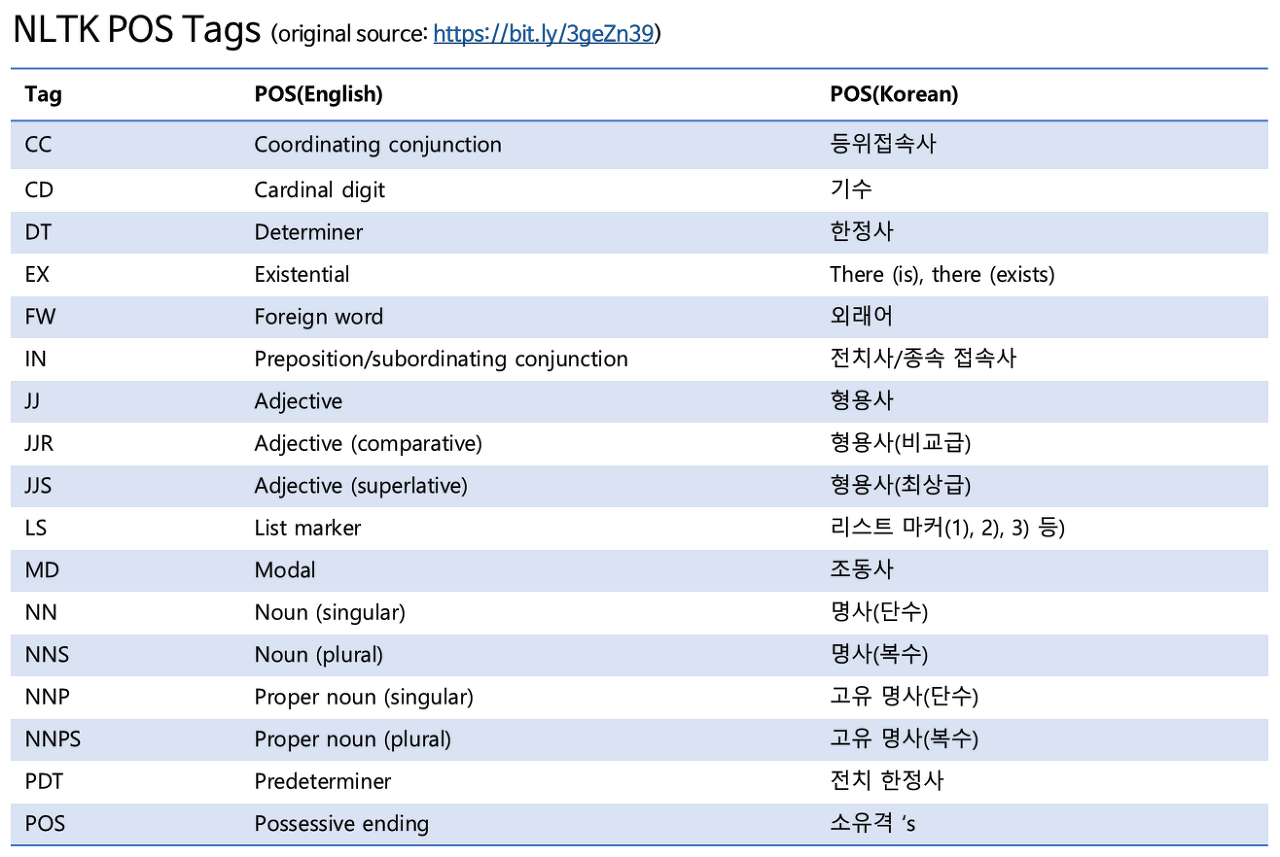 NLTK POS Tags (original source: https://bit.ly/3geZn39)
Tag POS(English) POS(Korean)
CC Coordinating conjunction 등위접속사
CD Cardinal digit 기수
DT Determiner 한정사
EX Existential There (is), there (exists)
FW Foreign word 외래어
IN Preposition/subordinating conjunction 전치사/종속 접속사
JJ Adjective 형용사
JJR Adjective (comparative) 형용사(비교급)
JJS Adjective (superlative) 형용사(최상급)
LS List marker 리스트 마커(1), 2), 3) 등)
MD Modal 조동사
NN Noun (singular) 명사(단수)
NNS Noun (plural) 명사(복수)
NNP Proper noun (singular) 고유 명사(단수)
NNPS Proper noun (plural) 고유 명사(복수)
PDT Predeterminer 전치 한정사
POS Possessive ending 소유격 ‘s